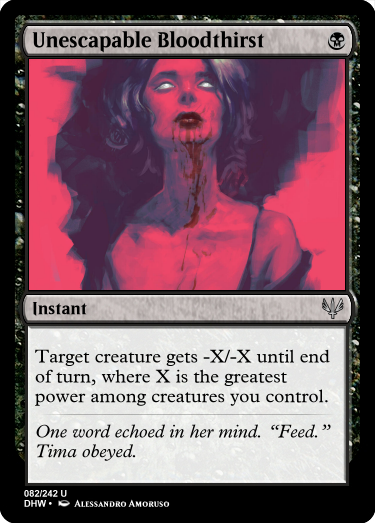 Unescapable Bloodthirst
Instant
Target creature gets -X/-X until end
of turn, where X is the greatest
power among creatures you control.
One word echoed in her mind. “Feed.”
Tima obeyed.
082/242 U
DHW • Alessandro Amoruso